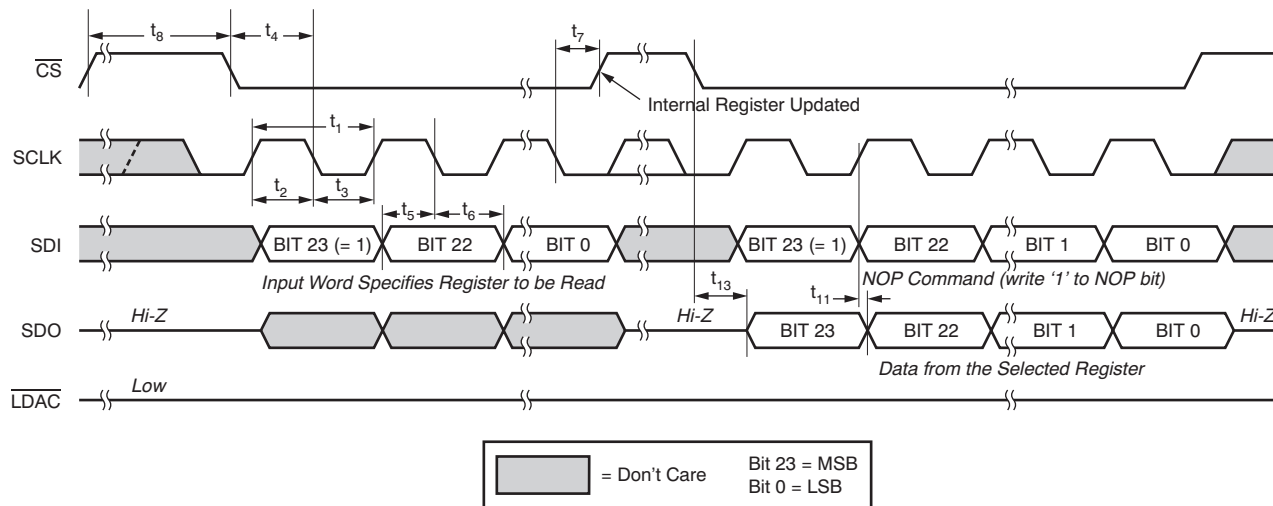 t8 t4 t7
CS
Internal Register Updated
t1
SCLK
t2 t3
t5 t6
SDI BIT 23 (= 1) BIT 22 BIT 0 BIT 23 (= 1) BIT 22 BIT 1 BIT 0
Input Word Specifies Register to be Read
NOP Command (write ‘1’ to NOP bit)
t13 t11
Hi-Z Hi-Z Hi-Z
SDO BIT 23 BIT 22 BIT 1 BIT 0
Data from the Selected Register
Low
LDAC
= Don't Care
Bit 23 = MSB
Bit 0 = LSB